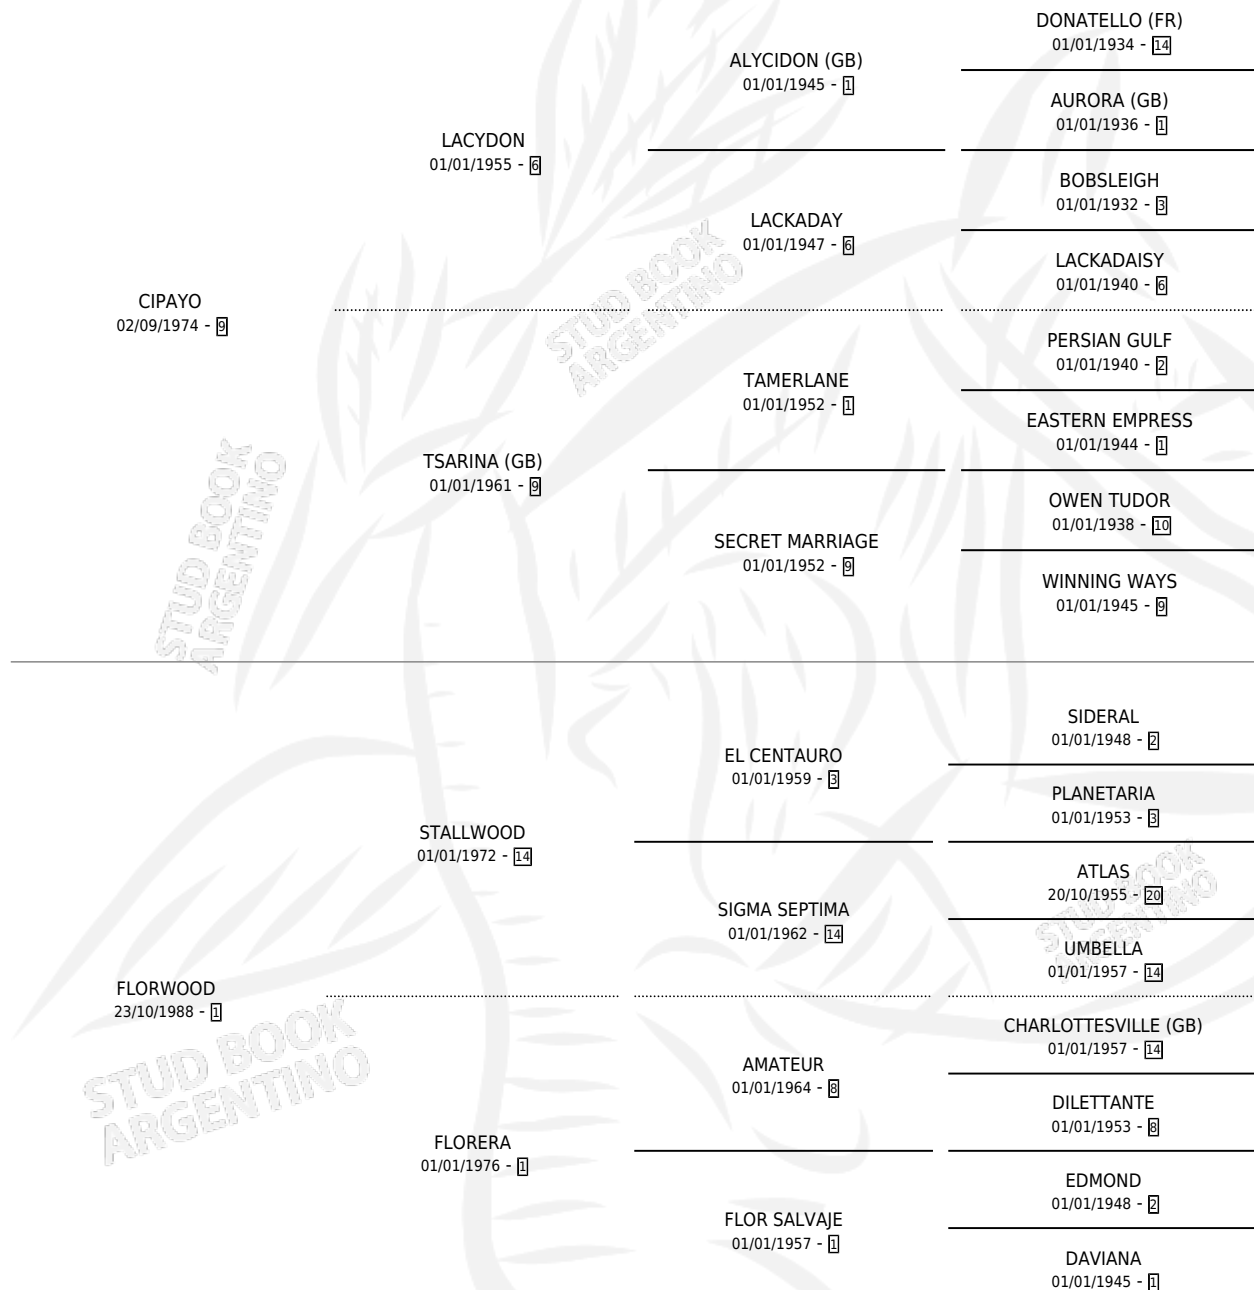 DONATELLO (FR)
01/01/1934 - 14
ALYCIDON (GB)
01/01/1945 - 1
AURORA (GB)
01/01/1936 - 1
LACYDON
01/01/1955 - 6
BOBSLEIGH
01/01/1932 - 3
LACKADAY
01/01/1947 - 6
LACKADAISY
01/01/1940 - 6
CIPAYO
02/09/1974 - 9
PERSIAN GULF
01/01/1940 - 2
TAMERLANE
01/01/1952 - 1
EASTERN EMPRESS
01/01/1944 - 1
TSARINA (GB)
01/01/1961 - 9
OWEN TUDOR
01/01/1938 - 10
SECRET MARRIAGE
01/01/1952 - 9
WINNING WAYS
01/01/1945 - 9
SIDERAL
01/01/1948 - 2
EL CENTAURO
01/01/1959 - 3
PLANETARIA
01/01/1953 - 3
STALLWOOD
01/01/1972 - 14
ATLAS
20/10/1955 - 20
SIGMA SEPTIMA
01/01/1962 - 14
UMBELLA
01/01/1957 - 14
FLORWOOD
23/10/1988 - 1
CHARLOTTESVILLE (GB)
01/01/1957 - 14
AMATEUR
01/01/1964 - 8
DILETTANTE
01/01/1953 - 8
FLORERA
01/01/1976 - 1
EDMOND
01/01/1948 - 2
FLOR SALVAJE
01/01/1957 - 1
DAVIANA
01/01/1945 - 1
STUD BOOK
ARGENTINO
STUD BOOK
ARGENTINO
STUD BOOK
ARGENTINO
STUD BOOK
ARGENTINO